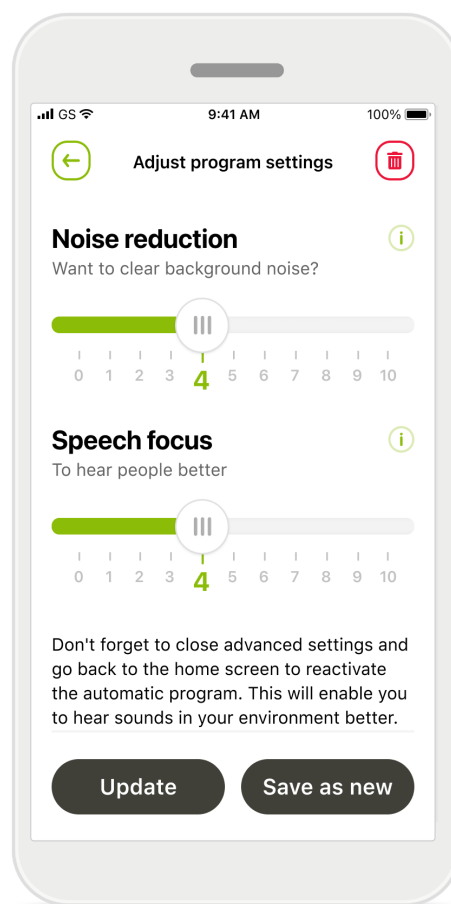 GS 9:41 AM 100%
Adjust program settings
Noise reduction i
Want to clear background noise?
0 1 2 3 4 5 6 7 8 9 10
Speech focus i
To hear people better
0 1 2 3 4 5 6 7 8 9 10
Don't forget to close advanced settings and
go back to the home screen to reactivate
the automatic program. This will enable you
to hear sounds in your environment better.
Update Save as new